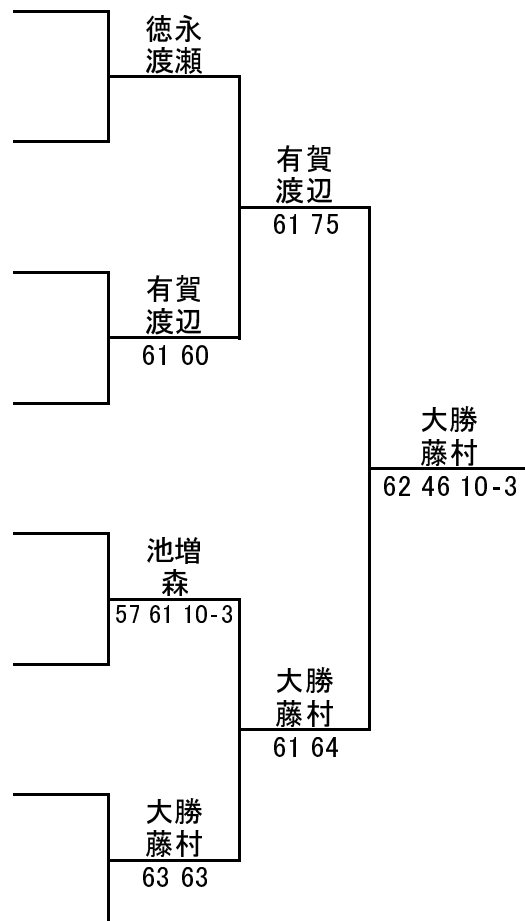 徳永
渡瀬
有賀
渡辺
61 75
有賀
渡辺
61 60
大勝
藤村
62 46 10-3
池増
森
57 61 10-3
大勝
藤村
61 64
大勝
藤村
63 63